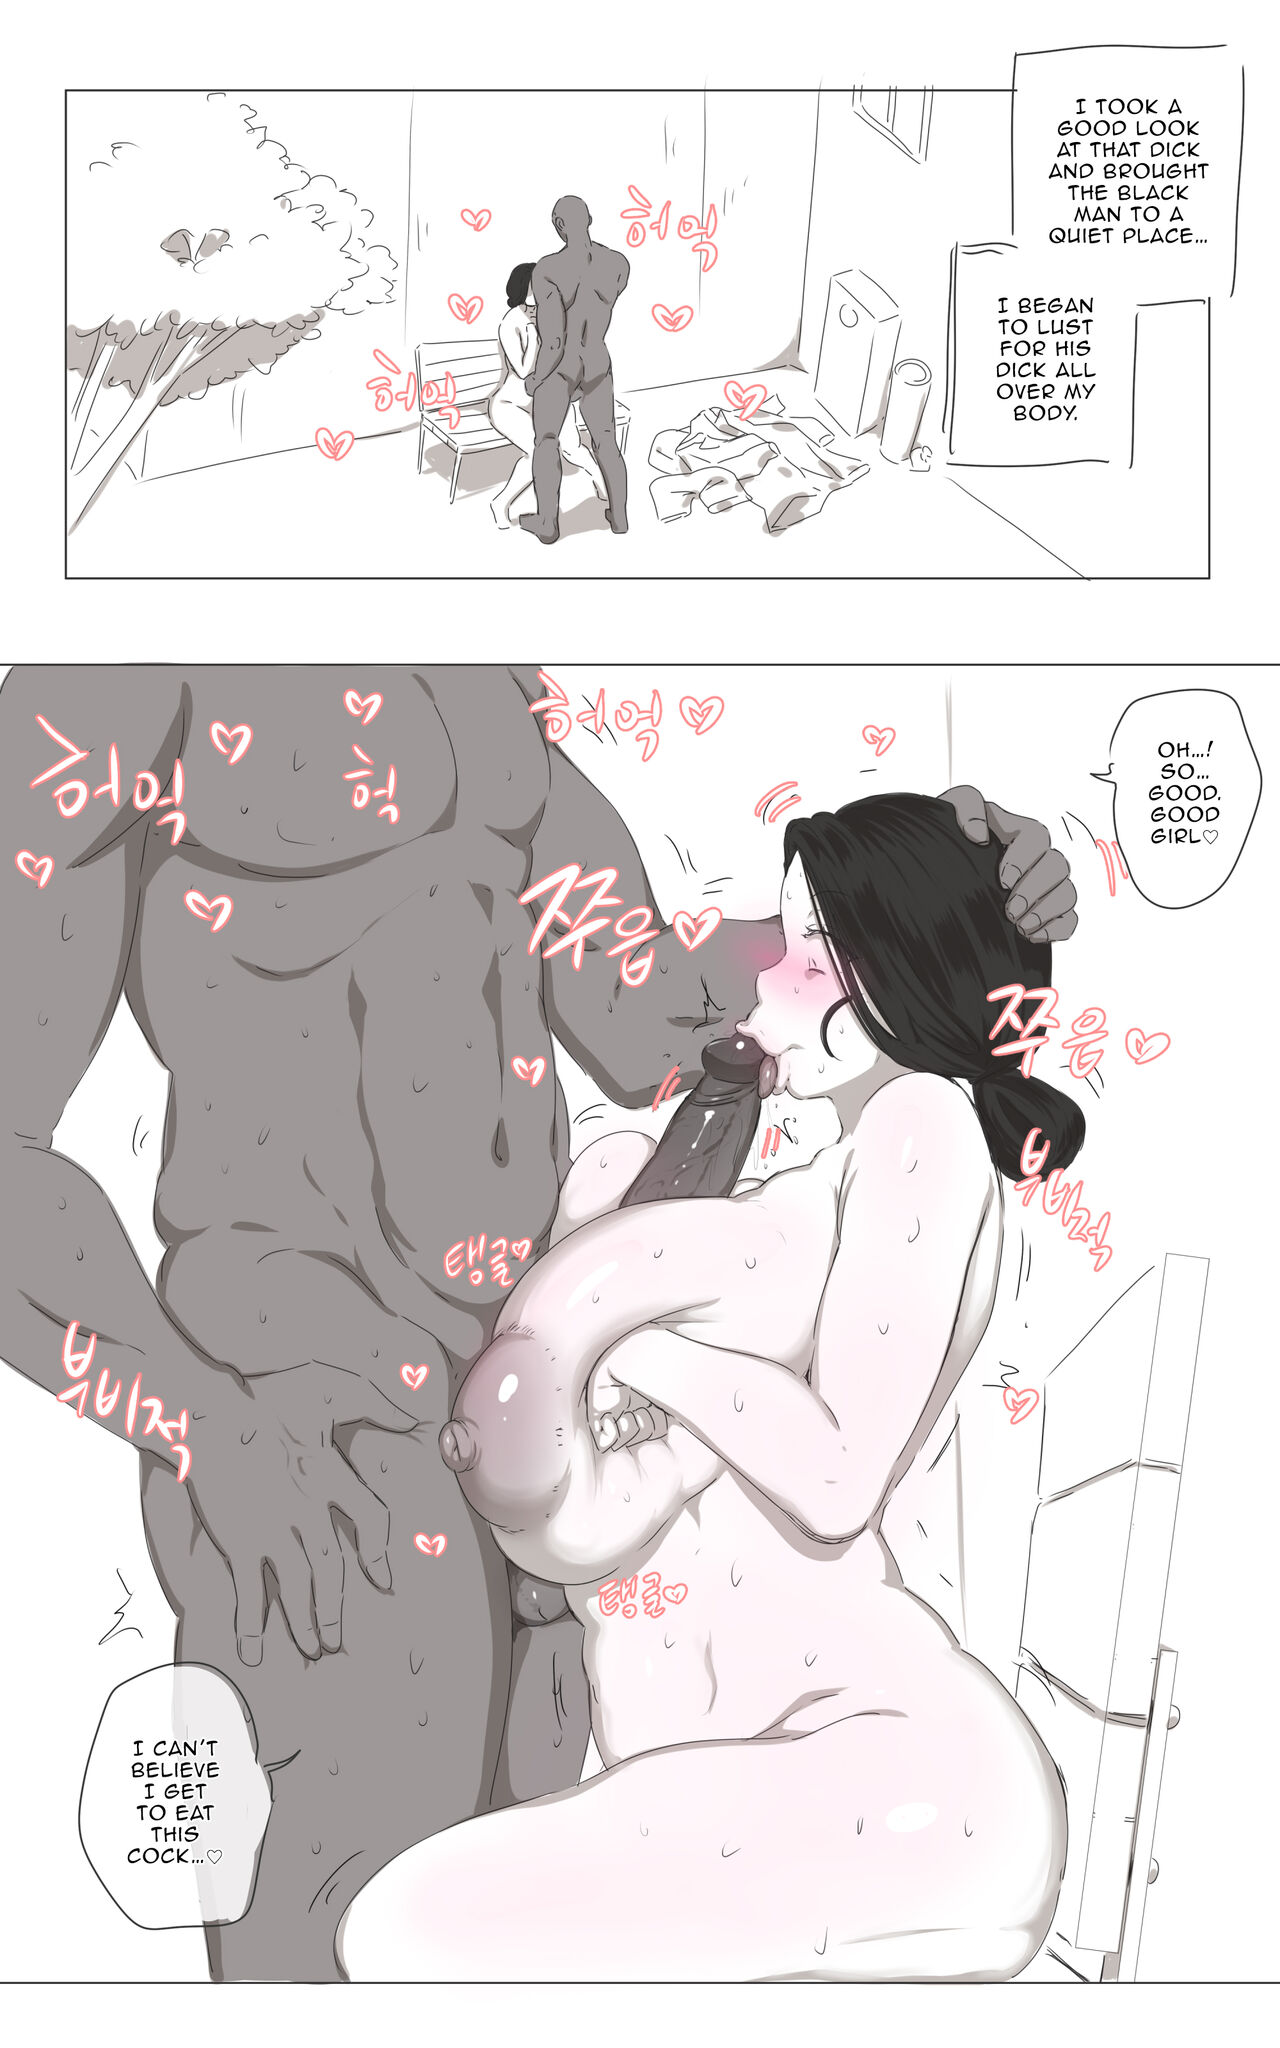 I TOOK A
GOOD LOOK
AT THAT DICK
AND BROUGHT
THE BLACK
MAN TO A
QUIET PLACE...
I BEGAN
TO LUST
FOR HIS
DICK ALL
OVER MY
BODY.
허억
허억
허억
허억
헉
OH...!
SO...
GOOD,
GOOD
GIRL♡
쭈읍
쭈읍
부비적
탱글
부비적
탱글
I CAN'T
BELIEVE
I GET
TO EAT
THIS
COCK...♡